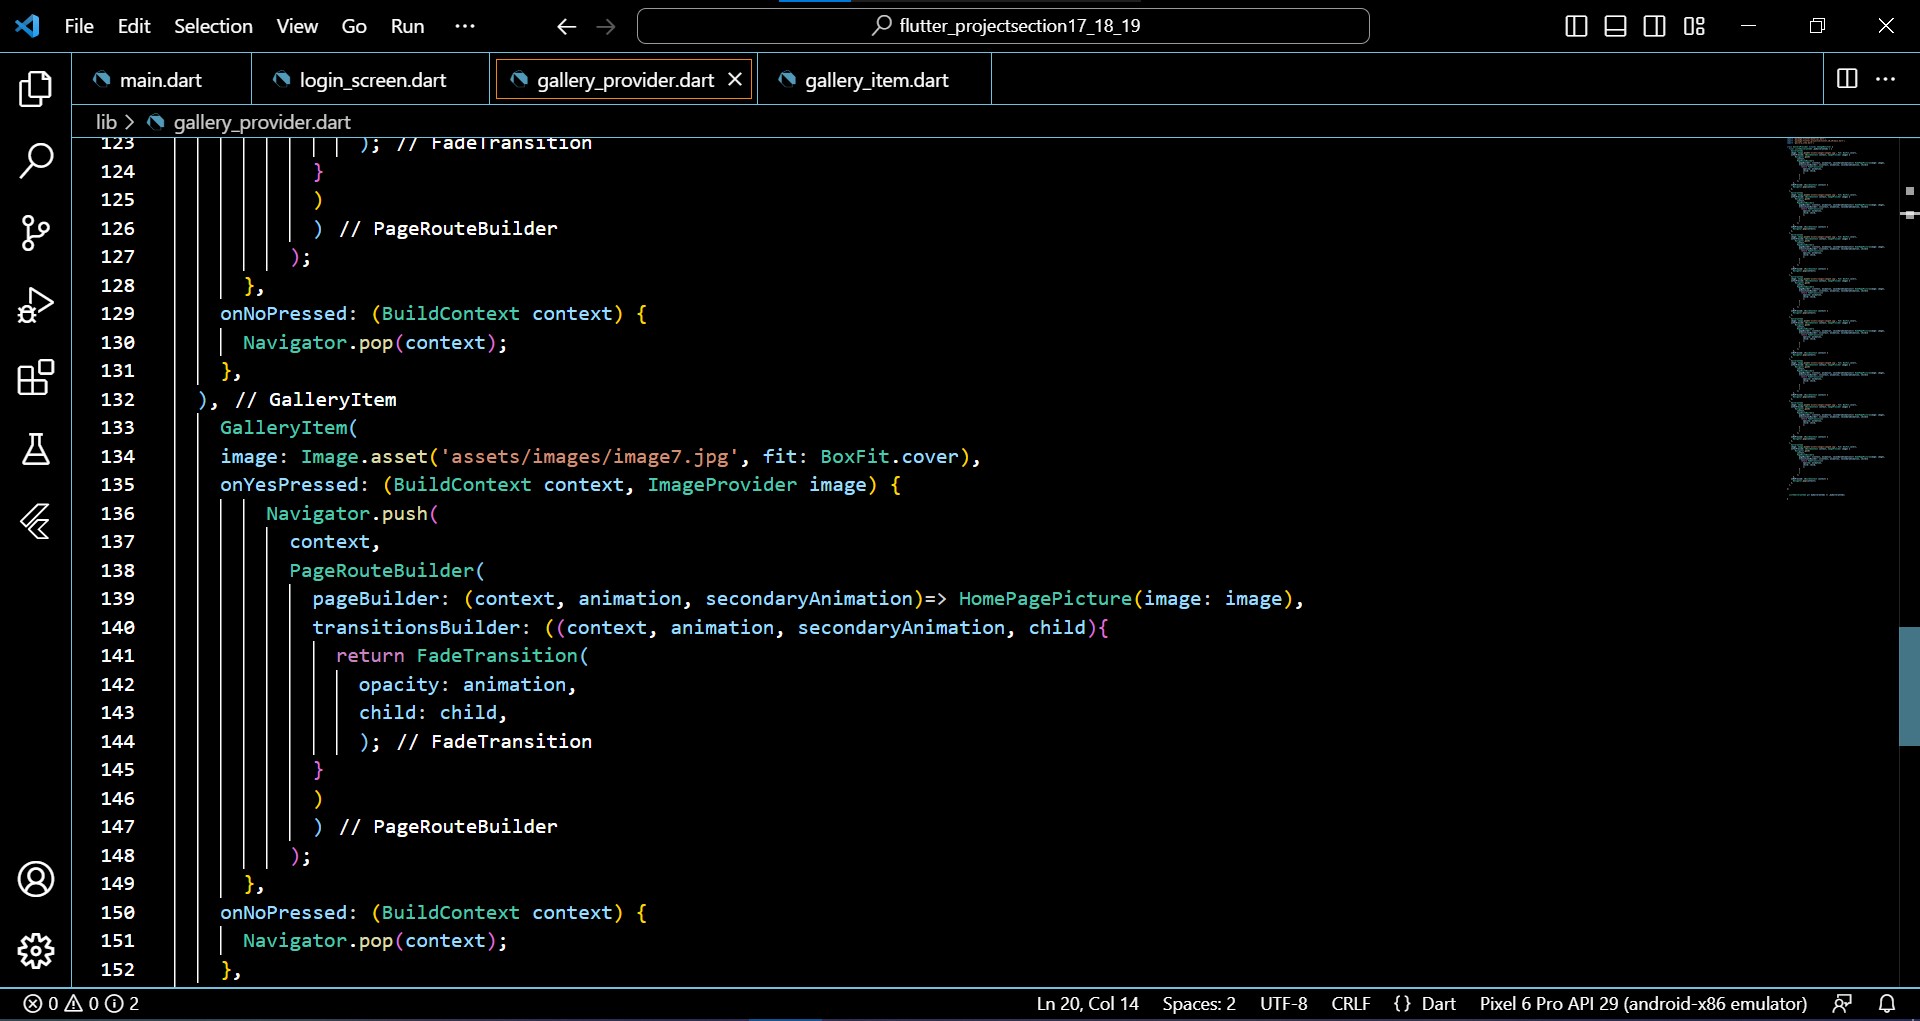 File Edit Selection View Go Run ··· flutter_projectsection17_18_19
main.dart login_screen.dart gallery_provider.dart gallery_item.dart ···
lib > gallery_provider.dart
123 ); // FadeTransition
124 }
125 )
126 ) // PageRouteBuilder
127 );
128 },
129 onNoPressed: (BuildContext context) {
130 Navigator.pop(context);
131 },
132 ), // GalleryItem
133 GalleryItem(
134 image: Image.asset('assets/images/image7.jpg', fit: BoxFit.cover),
135 onYesPressed: (BuildContext context, ImageProvider image) {
136 Navigator.push(
137 context,
138 PageRouteBuilder(
139 pageBuilder: (context, animation, secondaryAnimation)=> HomePagePicture(image: image),
140 transitionsBuilder: ((context, animation, secondaryAnimation, child){
141 return FadeTransition(
142 opacity: animation,
143 child: child,
144 ); // FadeTransition
145 }
146 )
147 ) // PageRouteBuilder
148 );
149 },
150 onNoPressed: (BuildContext context) {
151 Navigator.pop(context);
152 },
0 0 2 Ln 20, Col 14 Spaces: 2 UTF-8 CRLF {} Dart Pixel 6 Pro API 29 (android-x86 emulator)